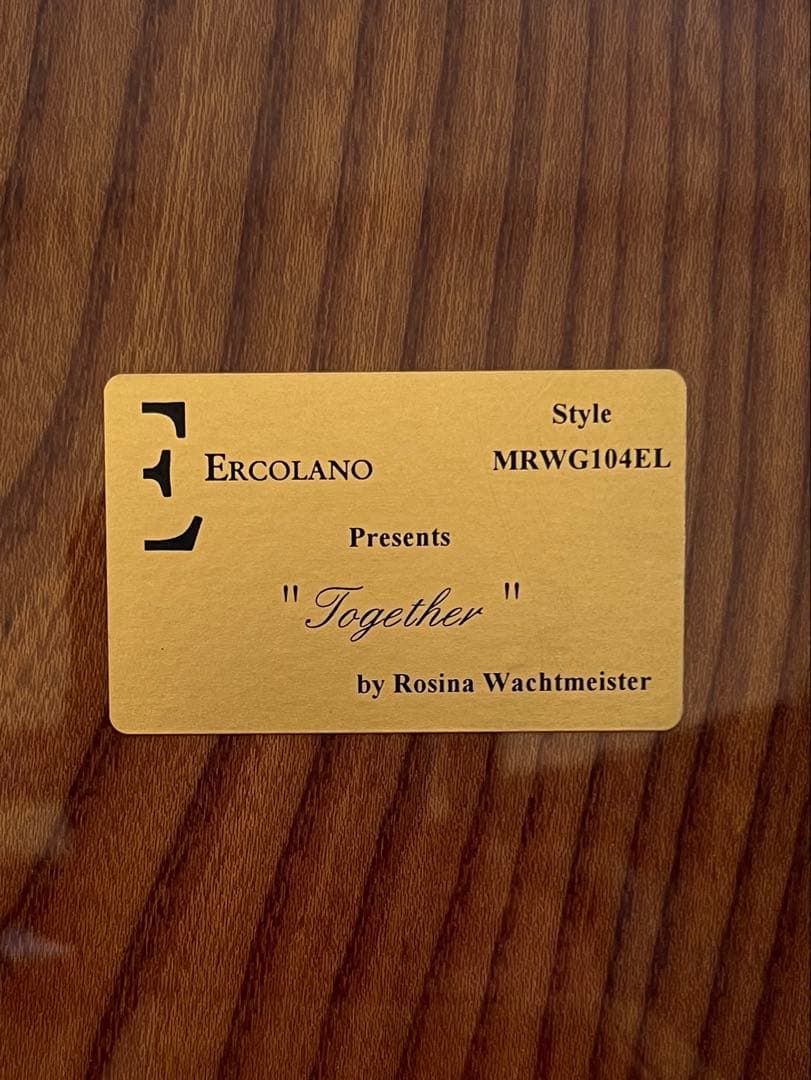 ERCOLANO
Style
MRWG104EL
Presents
"Together "
by Rosina Wachtmeister